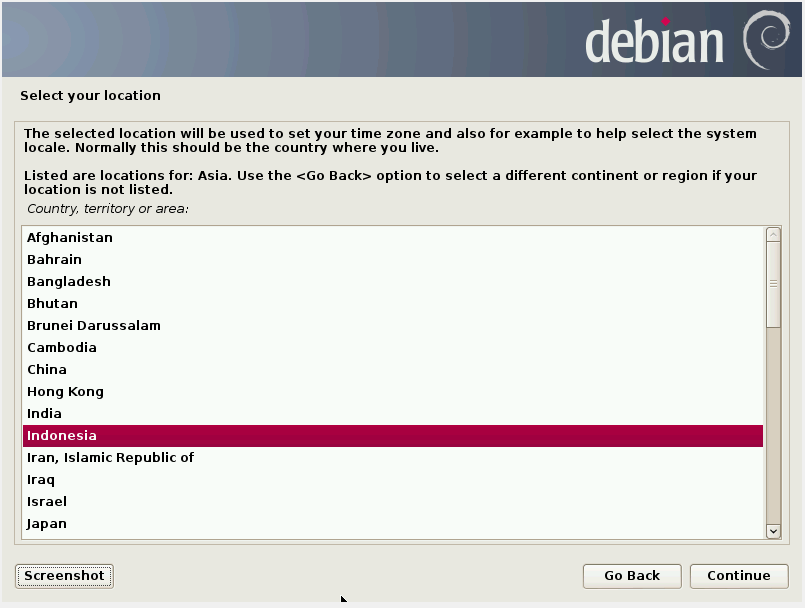 debian
Select your location
The selected location will be used to set your time zone and also for example to help select the system
locale. Normally this should be the country where you live.
Listed are locations for: Asia. Use the <Go Back> option to select a different continent or region if your
location is not listed.
Country, territory or area:
Afghanistan
Bahrain
Bangladesh
Bhutan
Brunei Darussalam
Cambodia
China
Hong Kong
India
Indonesia
Iran, Islamic Republic of
Iraq
Israel
Japan
Screenshot
Go Back
Continue